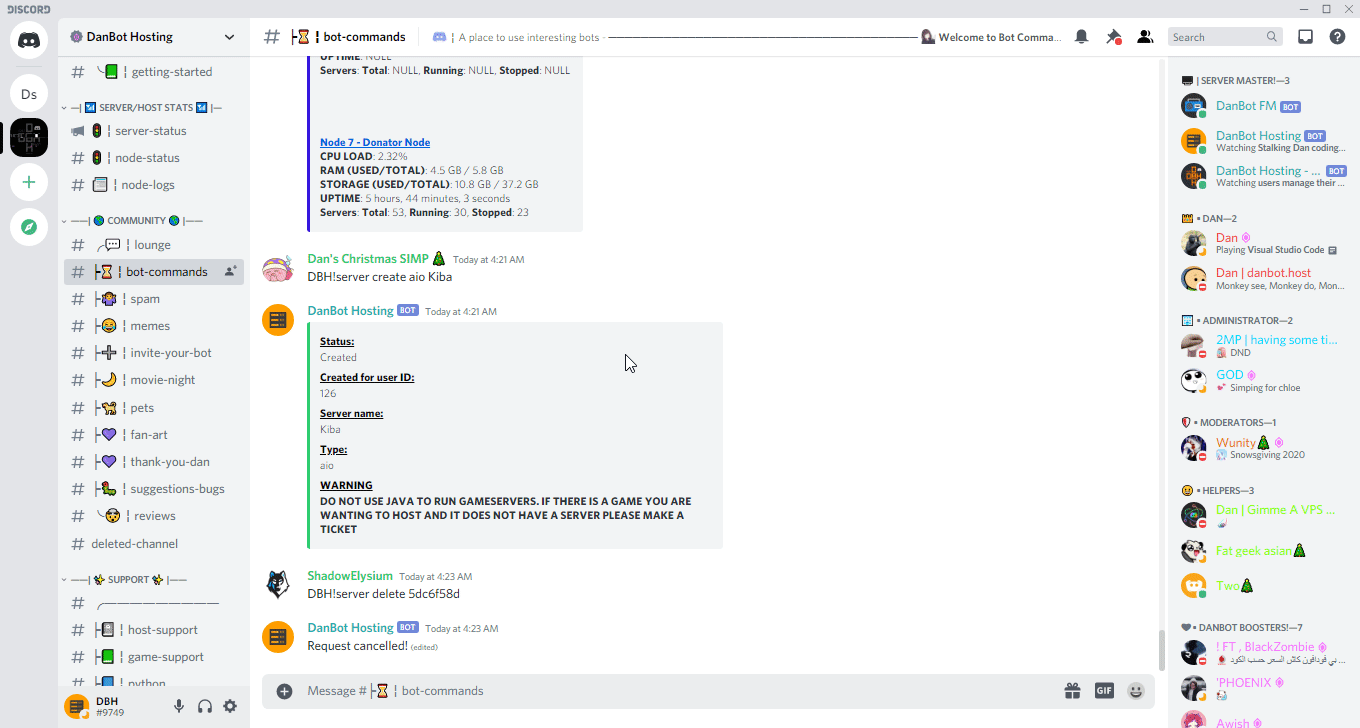 DISCORD
DanBot Hosting
# ¦ bot-commands
¦ A place to use interesting bots - ——————————————————
Welcome to Bot Comma...
Search
Ds
# ¦ getting-started
—| SERVER/HOST STATS |—
¦ server-status
# ¦ node-status
# ¦ node-logs
——| COMMUNITY |——
# ¦ lounge
# ¦ bot-commands
# ¦ spam
# ¦ memes
# ¦ invite-your-bot
# ¦ movie-night
# ¦ pets
# ¦ fan-art
# ¦ thank-you-dan
# ¦ suggestions-bugs
# ¦ reviews
# deleted-channel
——| SUPPORT |——
# ╭—————————
# ¦ host-support
# ¦ game-support
# ¦ python
DBH
#9749
UPTIME: NULL
Servers: Total: NULL, Running: NULL, Stopped: NULL
Node 7 - Donator Node
CPU LOAD: 2.32%
RAM (USED/TOTAL): 4.5 GB / 5.8 GB
STORAGE (USED/TOTAL): 10.8 GB / 37.2 GB
UPTIME: 5 hours, 44 minutes, 3 seconds
Servers: Total: 53, Running: 30, Stopped: 23
Dan's Christmas SIMP 🎄 Today at 4:21 AM
DBH!server create aio Kiba
DanBot Hosting BOT Today at 4:21 AM
Status:
Created
Created for user ID:
126
Server name:
Kiba
Type:
aio
WARNING
DO NOT USE JAVA TO RUN GAMESERVERS. IF THERE IS A GAME YOU ARE
WANTING TO HOST AND IT DOES NOT HAVE A SERVER PLEASE MAKE A
TICKET
ShadowElysium Today at 4:23 AM
DBH!server delete 5dc6f58d
DanBot Hosting BOT Today at 4:23 AM
Request cancelled! (edited)
Message # ¦ bot-commands
GIF
| SERVER MASTER!—3
DanBot FM BOT
DanBot Hosting BOT
Watching Stalking Dan coding...
DanBot Hosting - ... BOT
Watching users manage their ...
• DAN—2
Dan
Playing Visual Studio Code
Dan | danbot.host
Monkey see, Monkey do, Mon...
• ADMINISTRATOR—2
2MP | having some ti...
DND
GOD
Simping for chloe
• MODERATORS—1
Wunity🎄
Snowsgiving 2020
• HELPERS—3
Dan | Gimme A VPS ...
Fat geek asian🎄
Two🎄
• DANBOT BOOSTERS!—7
! FT , BlackZombie
بي فودافون كاش السعر حسب الكود ...
'PHOENIX
Awish